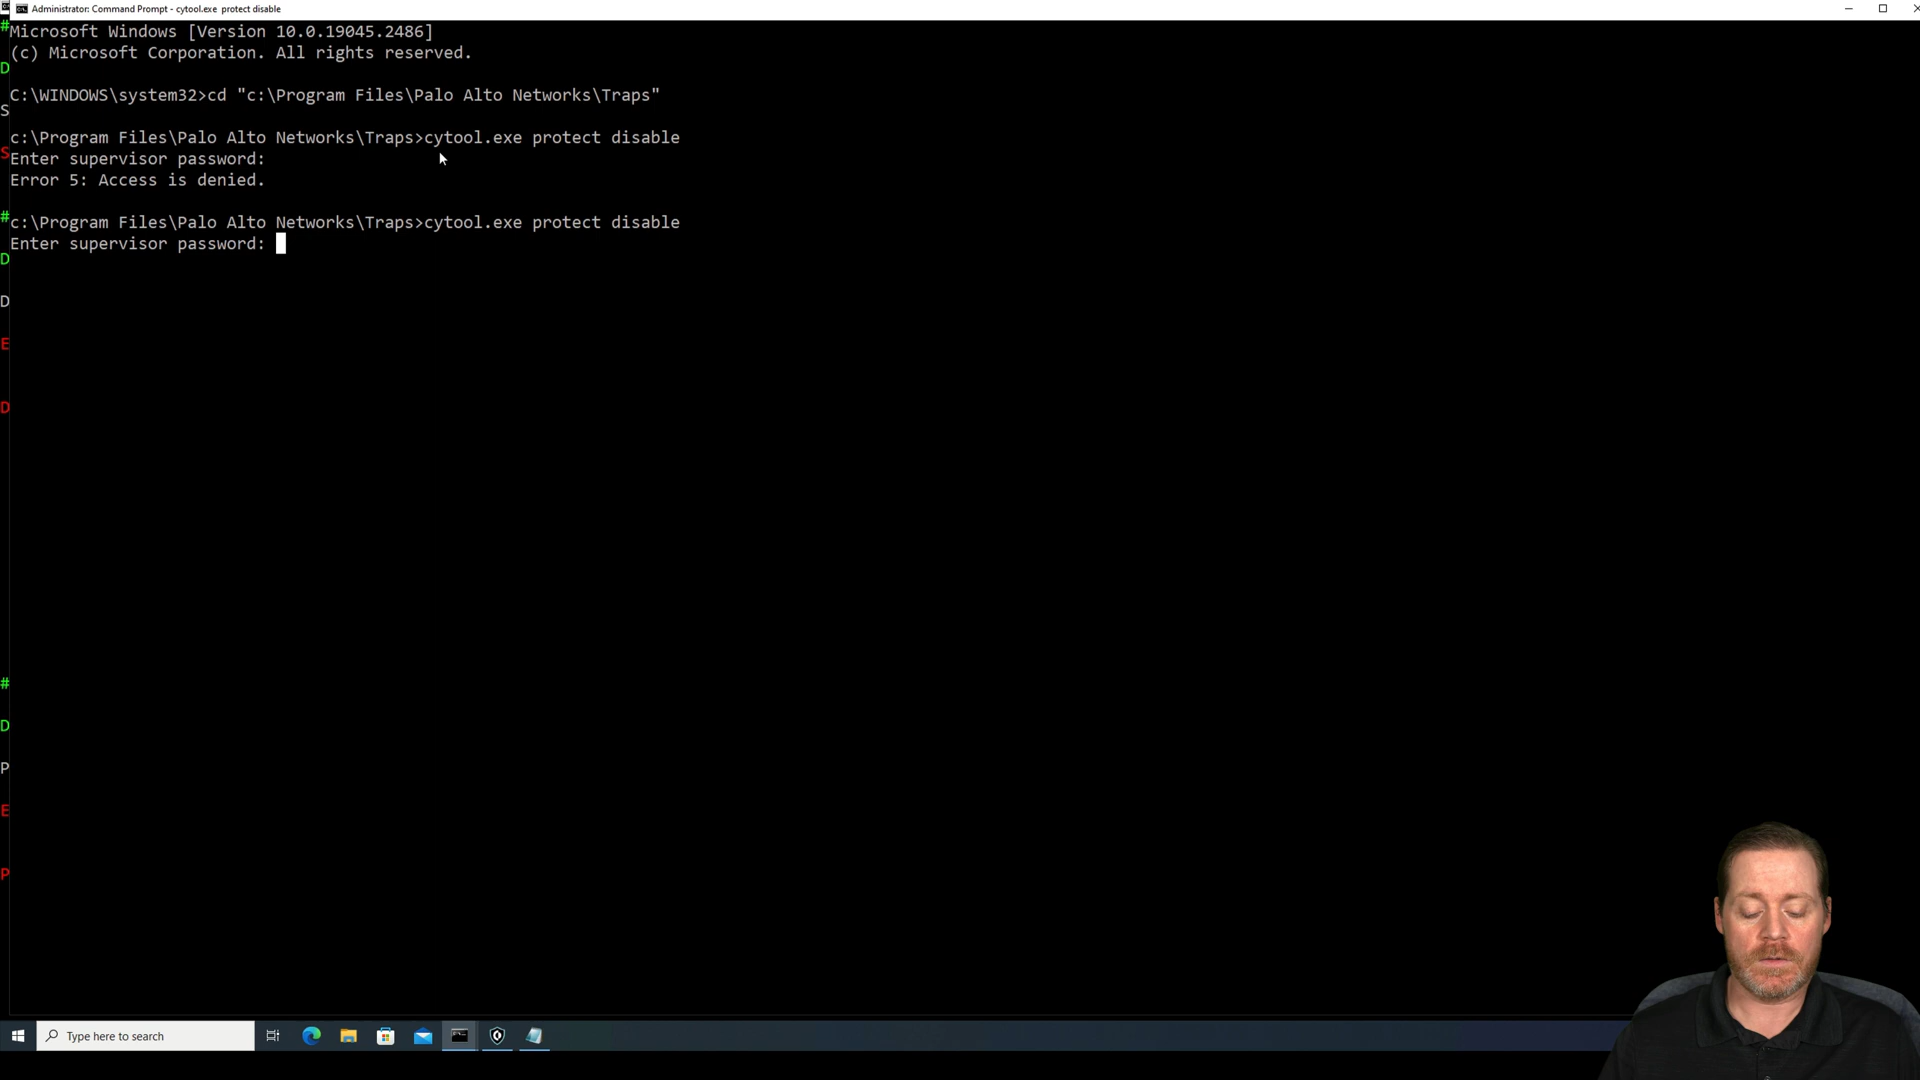 Administrator: Command Prompt - cytool.exe  protect disable
Microsoft Windows [Version 10.0.19045.2486]
(c) Microsoft Corporation. All rights reserved.
C:\WINDOWS\system32>cd "c:\Program Files\Palo Alto Networks\Traps"
c:\Program Files\Palo Alto Networks\Traps>cytool.exe protect disable
Enter supervisor password:
Error 5: Access is denied.
c:\Program Files\Palo Alto Networks\Traps>cytool.exe protect disable
Enter supervisor password:
#
D
S
S
#
D
D
E
D
#
D
P
E
P
Type here to search